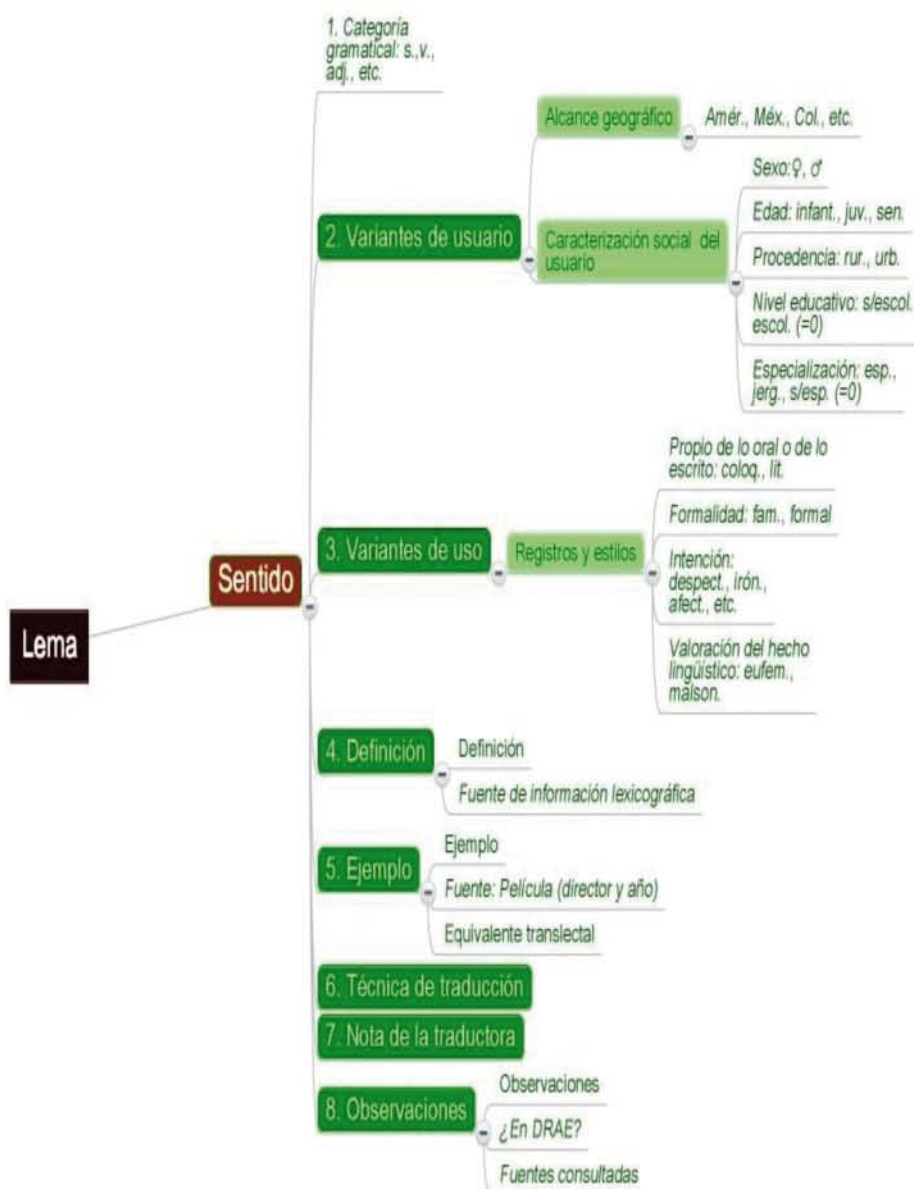 1. Categoría
gramatical: s.,v.,
adj., etc.
Alcance geográfico
Amér., Méx., Col., etc.
2. Variantes de usuario
Caracterización social del
usuario
Sexo:♀, ♂
Edad: infant., juv., sen.
Procedencia: rur., urb.
Nivel educativo: s/escol.
escol. (=0)
Especialización: esp.,
jerg., s/esp. (=0)
Lema
Sentido
3. Variantes de uso
Registros y estilos
Propio de lo oral o de lo
escrito: coloq., lit.
Formalidad: fam., formal
Intención:
despect., irón.,
afect., etc.
Valoración del hecho
lingüístico: eufem.,
malson.
4. Definición
Definición
Fuente de información lexicográfica
5. Ejemplo
Ejemplo
Fuente: Película (director y año)
Equivalente translectal
6. Técnica de traducción
7. Nota de la traductora
8. Observaciones
Observaciones
¿En DRAE?
Fuentes consultadas